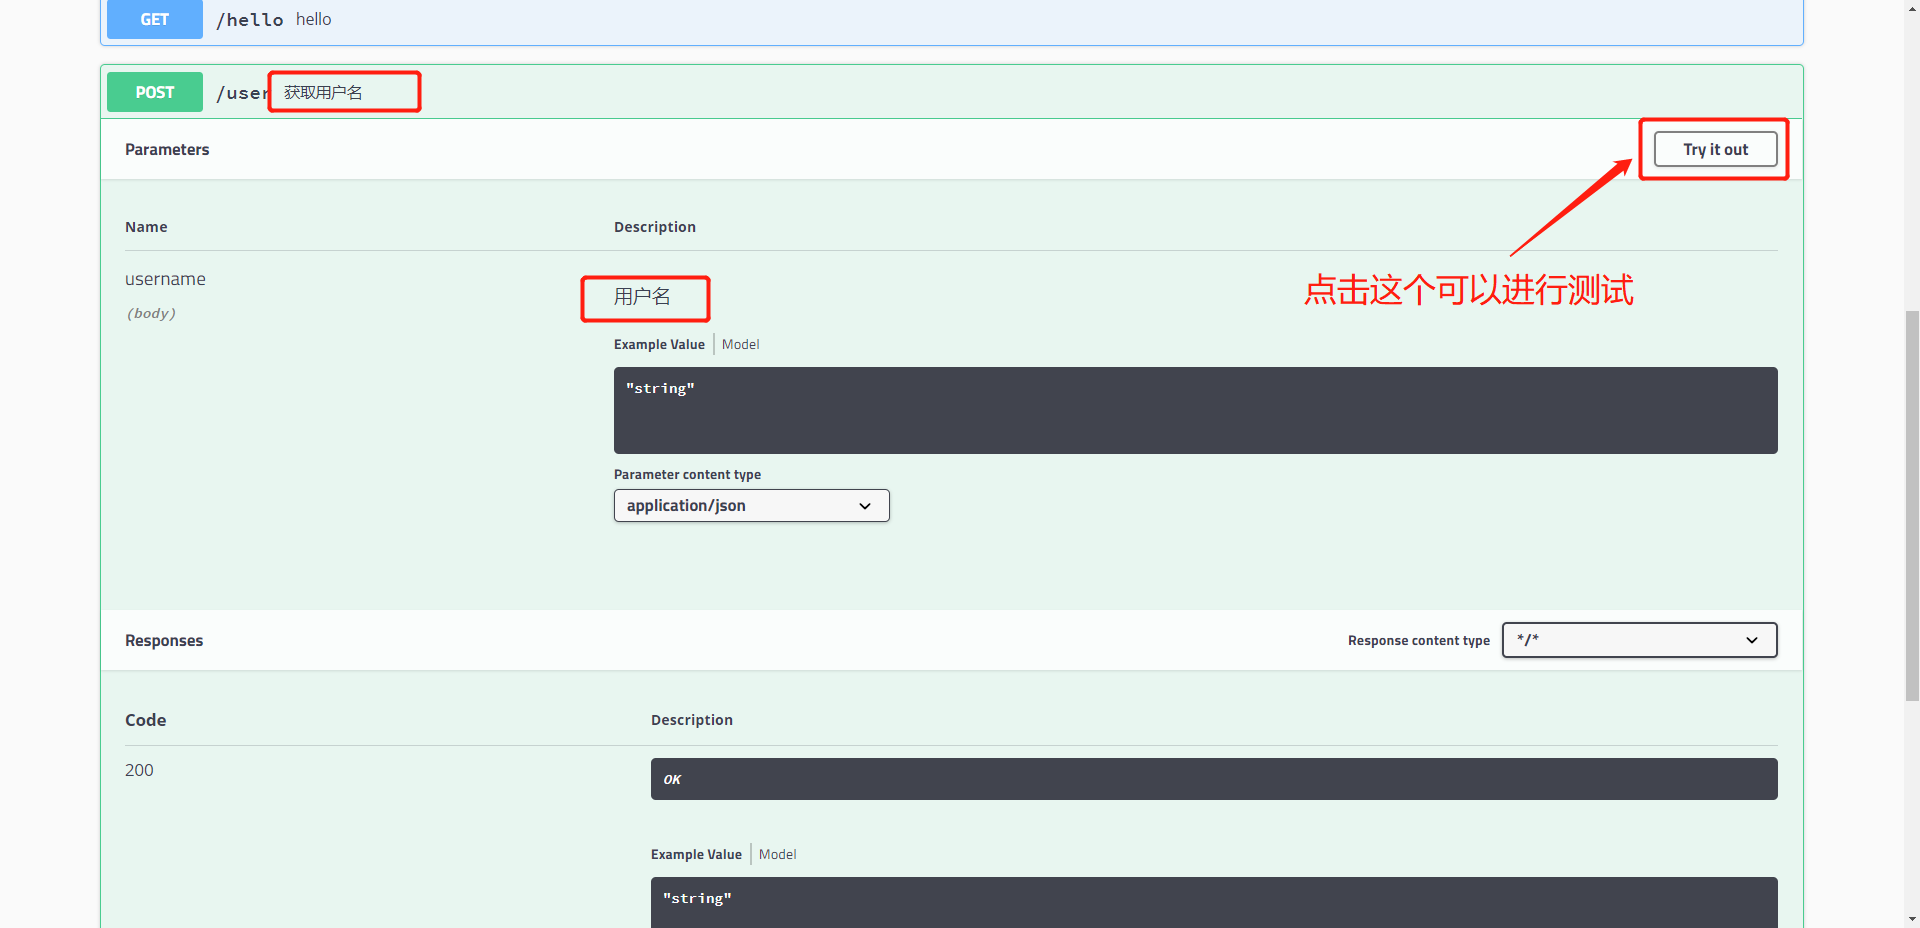 GET /hello hello
POST /user 获取用户名
Parameters
Try it out
Name Description
username
(body)
用户名
点击这个可以进行测试
Example Value Model
"string"
Parameter content type
application/json
Responses
Response content type */*
Code Description
200
OK
Example Value Model
"string"